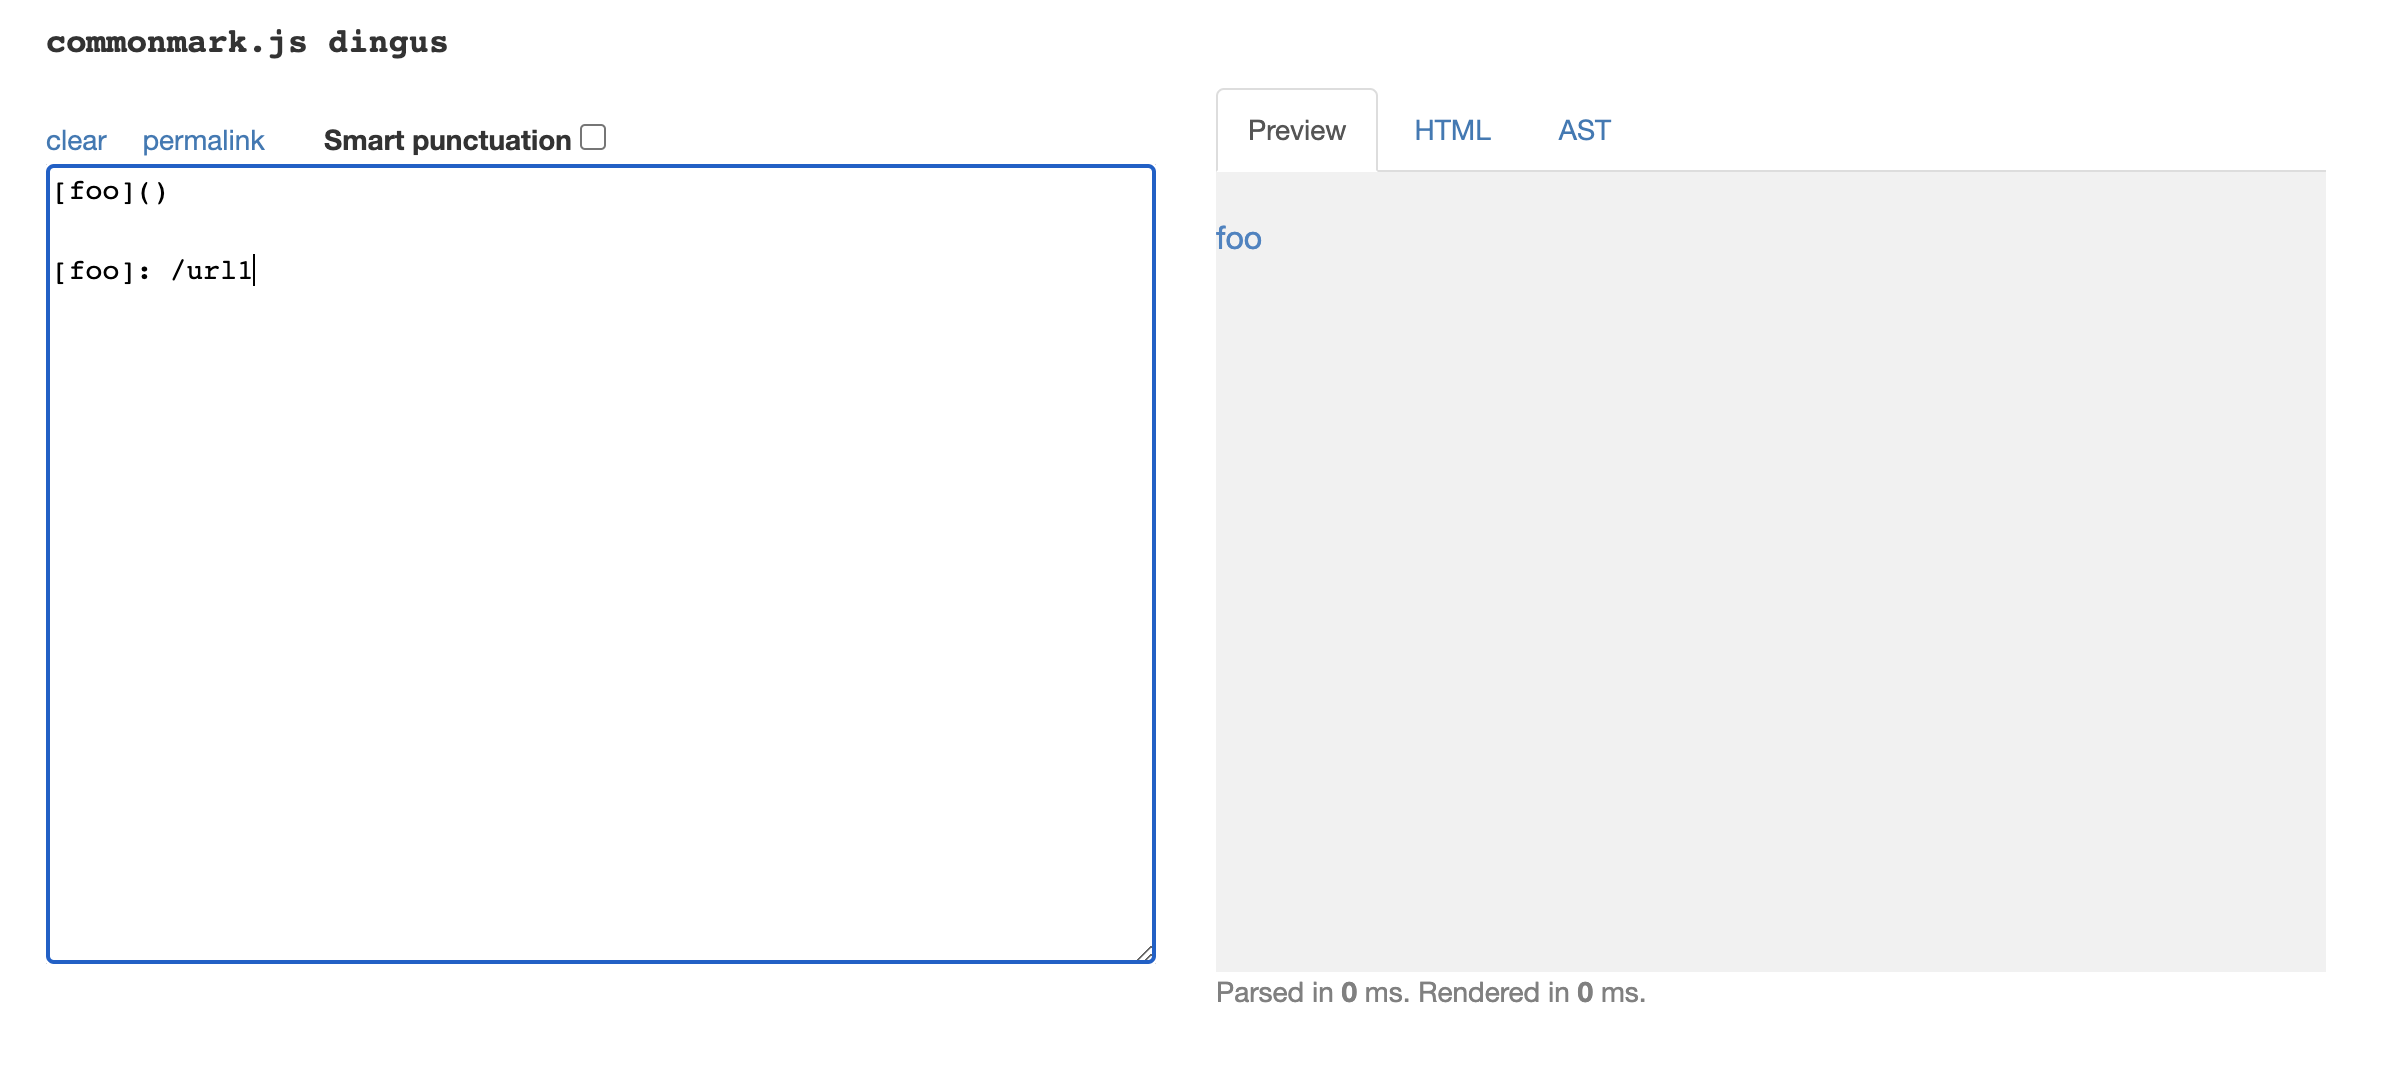 commonmark.js dingus
clear permalink Smart punctuation
[foo]()
[foo]: /url1
Preview HTML AST
foo
Parsed in 0 ms. Rendered in 0 ms.